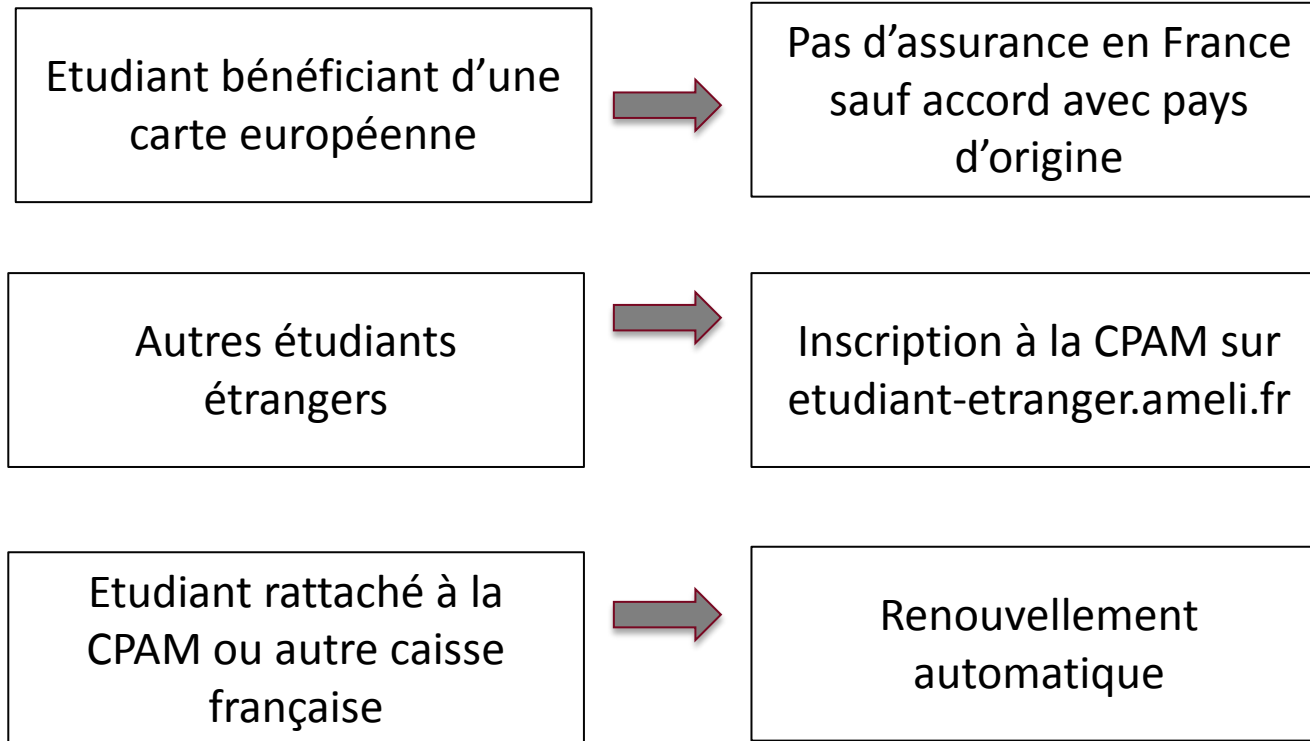 Etudiant bénéficiant d’une
carte européenne
Pas d’assurance en France
sauf accord avec pays
d’origine
Autres étudiants
étrangers
Inscription à la CPAM sur
etudiant-etranger.ameli.fr
Etudiant rattaché à la
CPAM ou autre caisse
française
Renouvellement
automatique